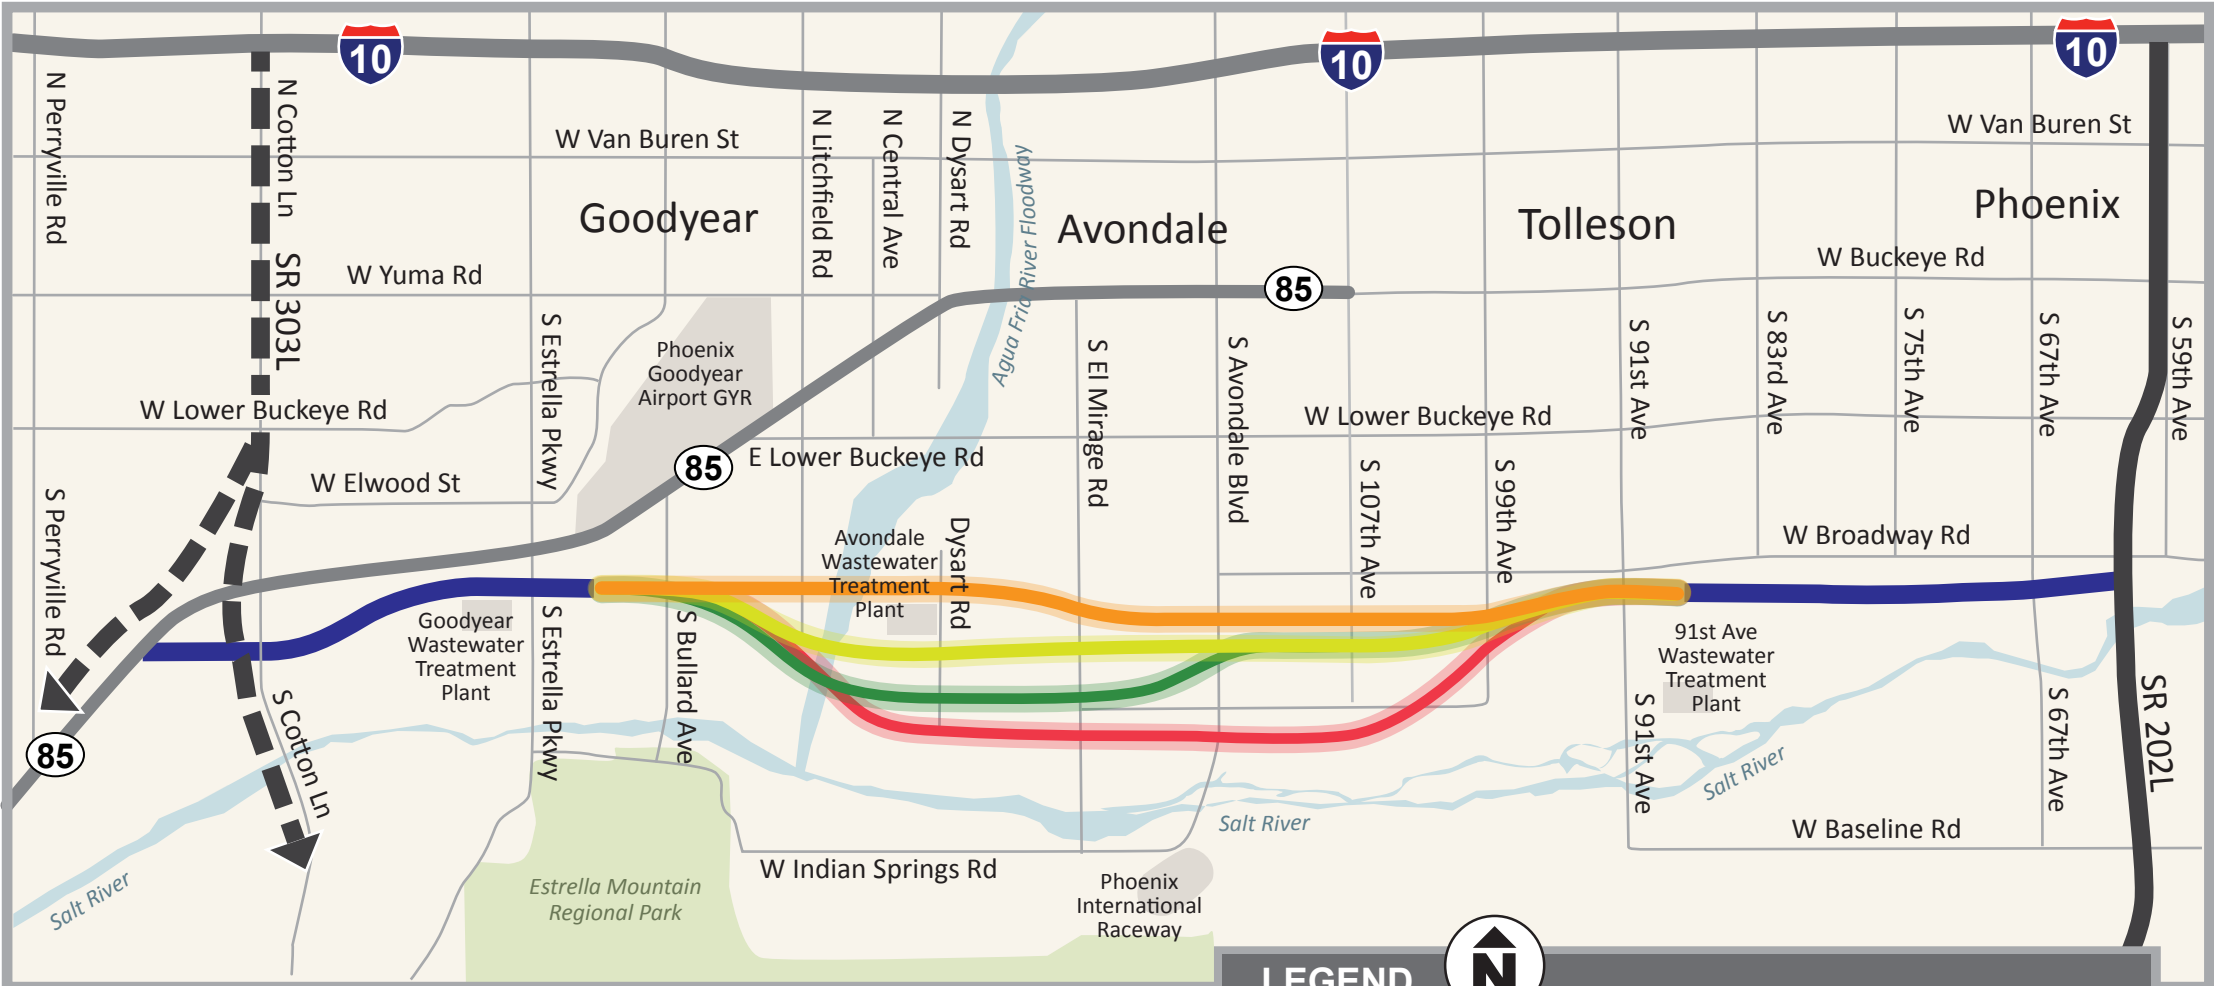 10
10
10
N Perryville Rd
N Cotton Ln
SR 303L
W Van Buren St
N Litchfield Rd
N Central Ave
N Dysart Rd
Agua Fria River Floodway
W Van Buren St
Goodyear
Avondale
Tolleson
Phoenix
W Yuma Rd
W Buckeye Rd
85
S Estrella Pkwy
Phoenix
Goodyear
Airport GYR
S El Mirage Rd
S Avondale Blvd
S 91st Ave
S 83rd Ave
S 75th Ave
S 67th Ave
S 59th Ave
W Lower Buckeye Rd
W Lower Buckeye Rd
E Lower Buckeye Rd
85
W Elwood St
S Perryville Rd
S 107th Ave
S 99th Ave
Dysart Rd
Avondale
Wastewater
Treatment
Plant
W Broadway Rd
Goodyear
Wastewater
Treatment
Plant
S Estrella Pkwy
S Bullard Ave
91st Ave
Wastewater
Treatment
Plant
S Cotton Ln
S 91st Ave
S 67th Ave
SR 202L
85
Salt River
Salt River
Salt River
W Baseline Rd
W Indian Springs Rd
Estrella Mountain
Regional Park
Phoenix
International
Raceway
LEGEND
N